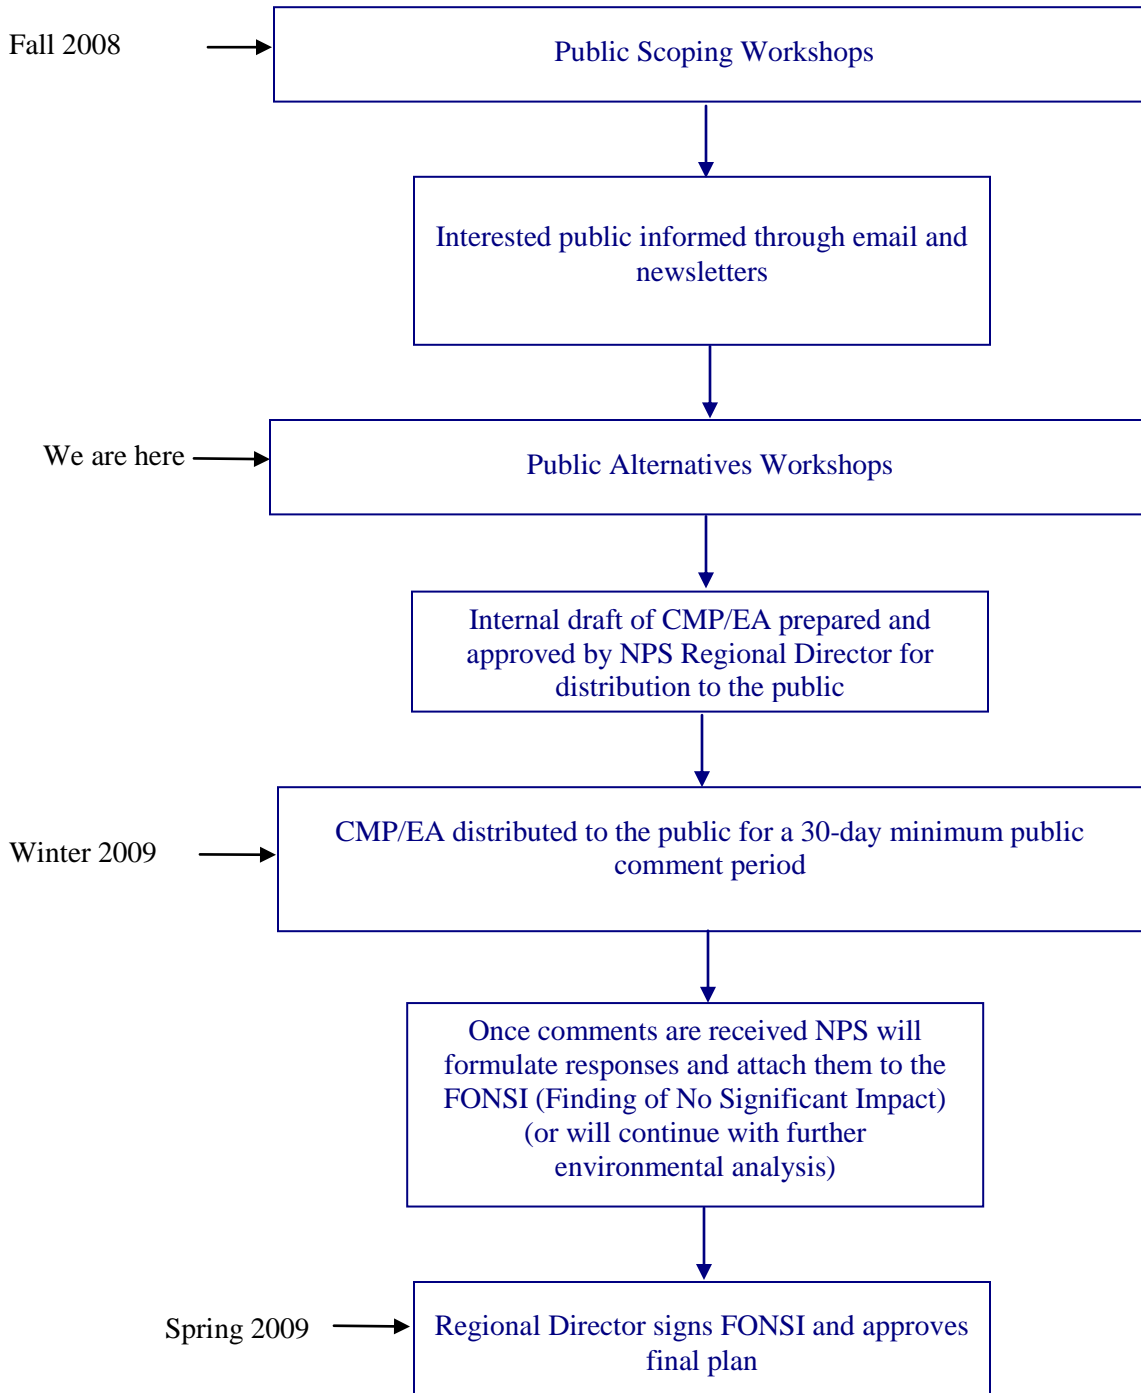 Fall 2008
Public Scoping Workshops
Interested public informed through email and
newsletters
We are here
Public Alternatives Workshops
Internal draft of CMP/EA prepared and
approved by NPS Regional Director for
distribution to the public
Winter 2009
CMP/EA distributed to the public for a 30-day minimum public
comment period
Once comments are received NPS will
formulate responses and attach them to the
FONSI (Finding of No Significant Impact)
(or will continue with further
environmental analysis)
Spring 2009
Regional Director signs FONSI and approves
final plan